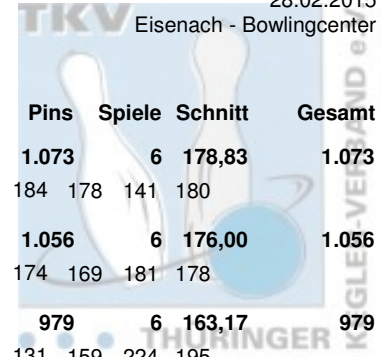 28.02.2015
TKV
Eisenach - Bowlingcenter
Pins Spiele Schnitt Gesamt
1.073 6 178,83 1.073
184 178 141 180
1.056 6 176,00 1.056
174 169 181 178
979 6 163,17 979
131 159 224 195
THÜRINGER
KEGLER-VERBAND e.V.